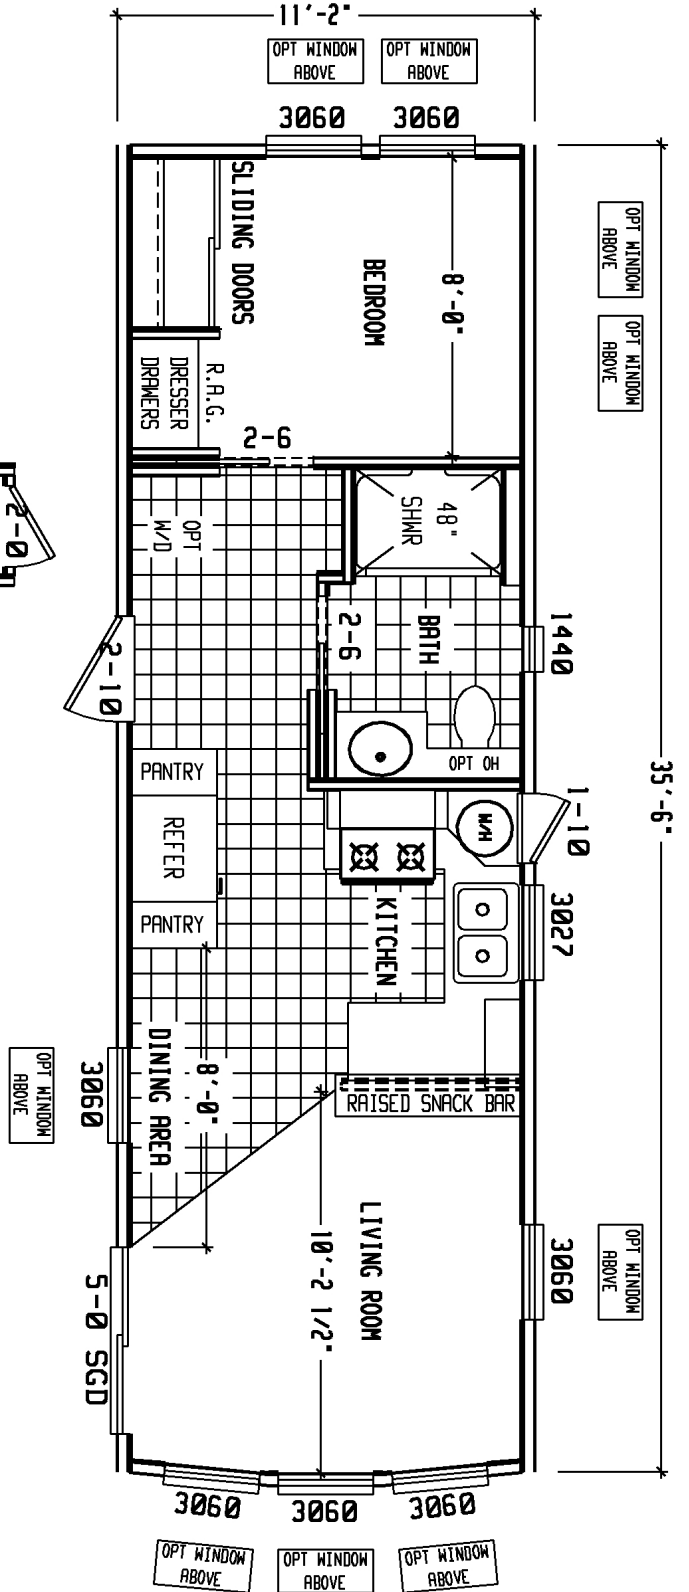 11'-2"
OPT WINDOW
ABOVE
OPT WINDOW
ABOVE
3060
3060
SLIDING DOORS
BEDROOM
8'-0"
OPT WINDOW
ABOVE
OPT WINDOW
ABOVE
R.A.G.
DRESSER
DRAWERS
2-6
2-0
OPT
W/D
48"
SHWR
2-6
BATH
1440
2-10
OPT OH
PANTRY
REFER
PANTRY
W/H
1-10
35'-6"
KITCHEN
3027
DINING AREA
8'-0"
3060
OPT WINDOW
ABOVE
RAISED SNACK BAR
LIVING ROOM
10'-2 1/2"
3060
OPT WINDOW
ABOVE
5-0 SGD
3060
3060
3060
OPT WINDOW
ABOVE
OPT WINDOW
ABOVE
OPT WINDOW
ABOVE